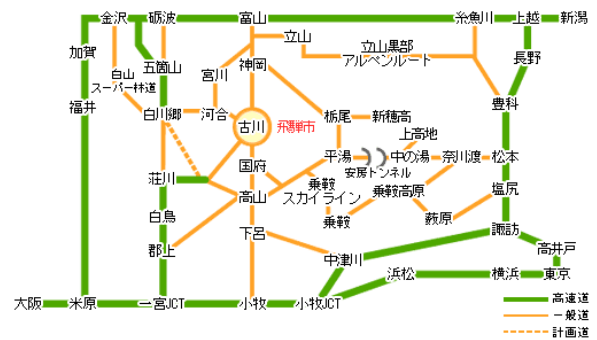 金沢 砺波 富山 糸魚川 上越 新潟
立山
加賀 立山黒部
アルペンルート
長野
五箇山 神岡
白山
スーパー林道
宮川
福井 豊科
白川郷 河合 栃尾 新穂高
古川 飛騨市
上高地
国府 平湯 中の湯 奈川渡 松本
安房トンネル
荘川 乗鞍
スカイライン
乗鞍高原 塩尻
高山
白鳥 乗鞍 薮原
下呂 諏訪
郡上 高井戸
中津川
浜松 横浜 東京
大阪 米原 一宮JCT 小牧 小牧JCT
高速道
一般道
計画道